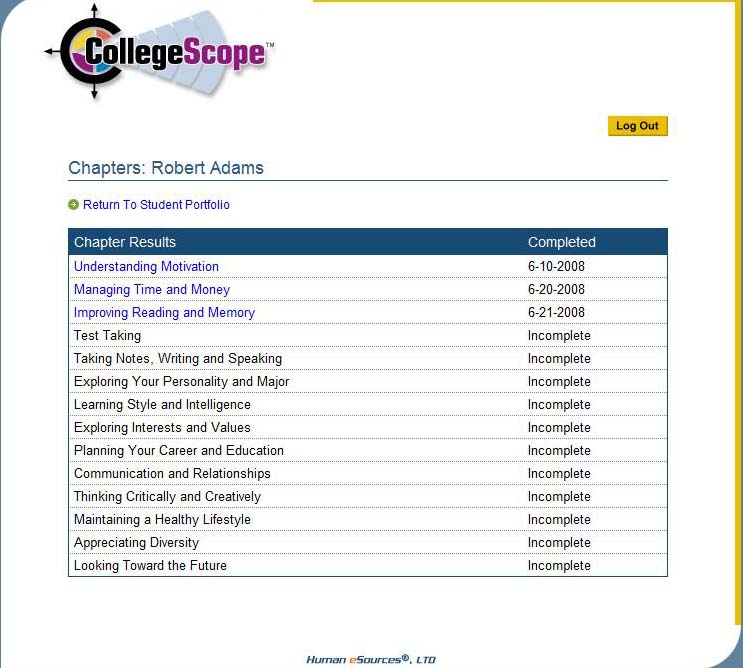 CollegeScope™
Log Out
Chapters: Robert Adams
Return To Student Portfolio
Chapter Results Completed
Understanding Motivation 6-10-2008
Managing Time and Money 6-20-2008
Improving Reading and Memory 6-21-2008
Test Taking Incomplete
Taking Notes, Writing and Speaking Incomplete
Exploring Your Personality and Major Incomplete
Learning Style and Intelligence Incomplete
Exploring Interests and Values Incomplete
Planning Your Career and Education Incomplete
Communication and Relationships Incomplete
Thinking Critically and Creatively Incomplete
Maintaining a Healthy Lifestyle Incomplete
Appreciating Diversity Incomplete
Looking Toward the Future Incomplete
Human eSources®, LTD